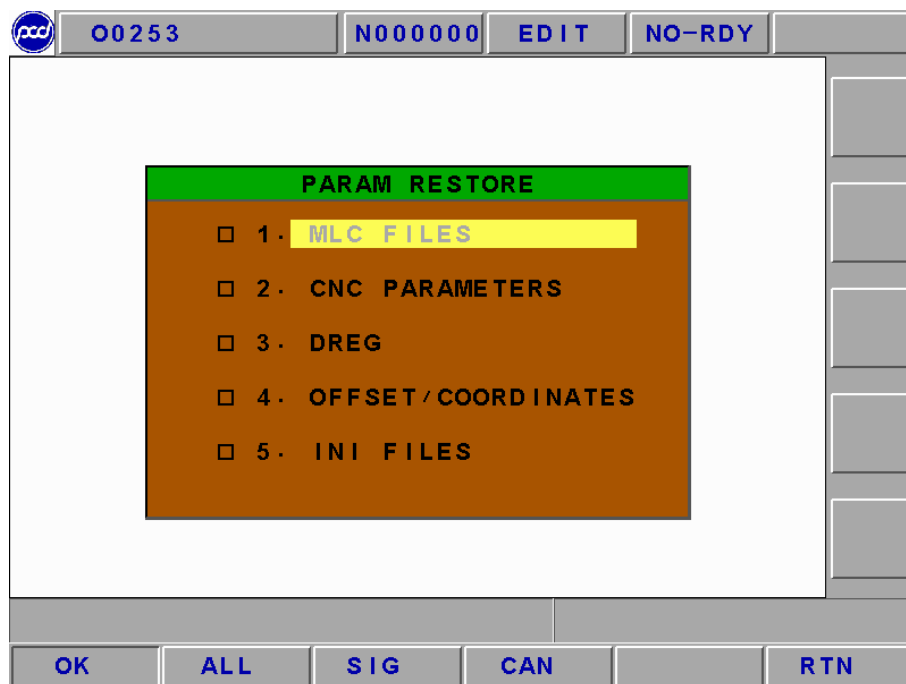 pcd O0253 N000000 EDIT NO-RDY
PARAM RESTORE
1. MLC FILES
2. CNC PARAMETERS
3. DREG
4. OFFSET/COORDINATES
5. INI FILES
OK ALL SIG CAN RTN